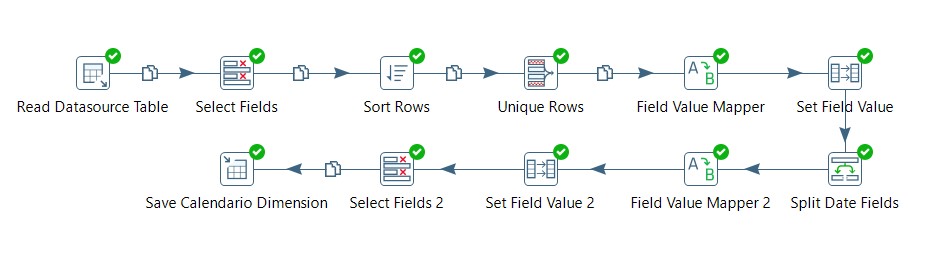 Read Datasource Table
Select Fields
Sort Rows
Unique Rows
A
B
Field Value Mapper
Set Field Value
Save Calendario Dimension
Select Fields 2
Set Field Value 2
A
B
Field Value Mapper 2
Split Date Fields